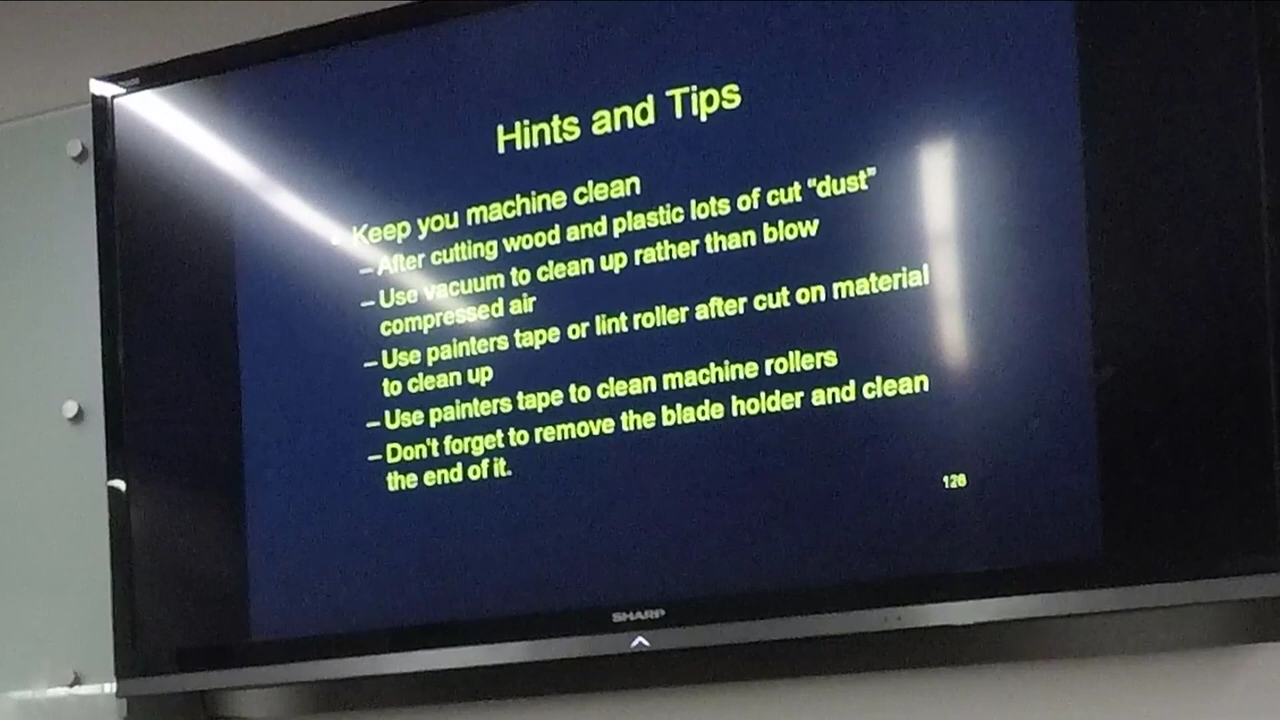 Hints and Tips
• Keep you machine clean
– After cutting wood and plastic lots of cut “dust”
– Use vacuum to clean up rather than blow
compressed air
– Use painters tape or lint roller after cut on material
to clean up
– Use painters tape to clean machine rollers
– Don't forget to remove the blade holder and clean
the end of it.
126
SHARP